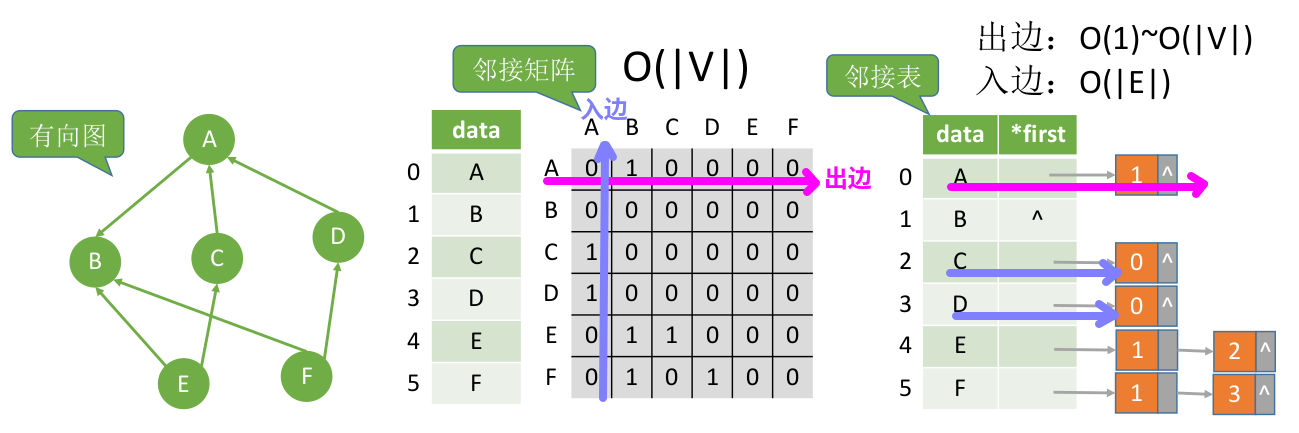 有向图
A
B
C
D
E
F
邻接矩阵
O(|V|)
入边
data
0 A
1 B
2 C
3 D
4 E
5 F
A B C D E F
A 0 1 0 0 0 0
B 0 0 0 0 0 0
C 1 0 0 0 0 0
D 1 0 0 0 0 0
E 0 1 1 0 0 0
F 0 1 0 1 0 0
出边
出边：O(1)~O(|V|)
入边：O(|E|)
邻接表
data *first
0 A 1 ^
1 B ^
2 C 0 ^
3 D 0 ^
4 E 1 2 ^
5 F 1 3 ^